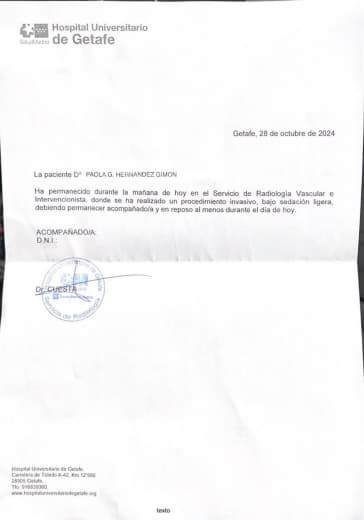 Hospital Universitario
de Getafe
SaludMadrid
Getafe, 28 de octubre de 2024
La paciente Dª PAOLA G. HERNANDEZ GIMON
Ha permanecido durante la mañana de hoy en el Servicio de Radiología Vascular e
Intervencionista, donde se ha realizado un procedimiento invasivo, bajo sedación ligera,
debiendo permanecer acompañado/a y en reposo al menos durante el día de hoy.
ACOMPAÑADO/A:
D.N.I.:
Dr. CUESTA
Servicio de Radiología
Hospital Universitario de Getafe.
Carretera de Toledo A-42, Km 12'500
28905 Getafe.
Tfo. 916839360.
www.hospitaluniversitariodegetafe.org
texto